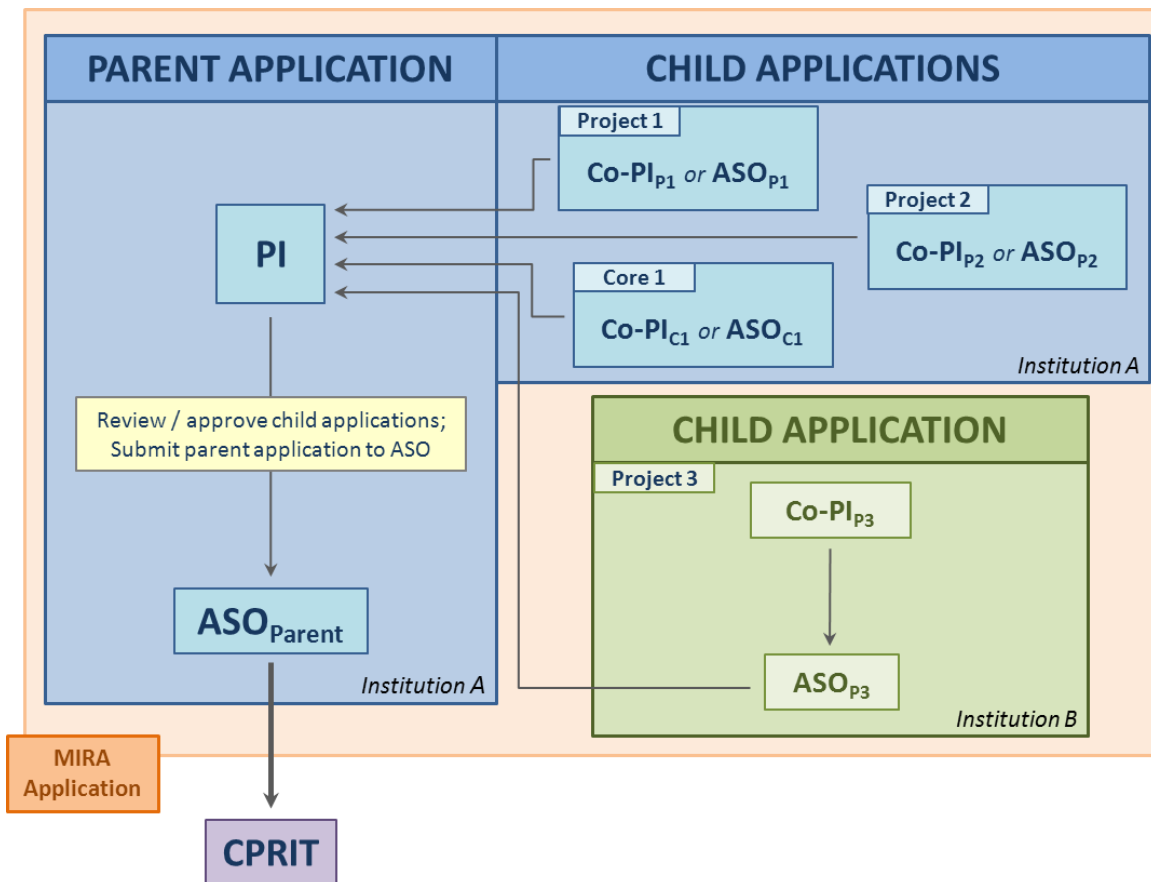 PARENT APPLICATION
CHILD APPLICATIONS
Project 1
Co-PIP1 or ASOP1
Project 2
Co-PIP2 or ASOP2
PI
Core 1
Co-PIC1 or ASOC1
Institution A
Review / approve child applications;
Submit parent application to ASO
CHILD APPLICATION
Project 3
Co-PIP3
ASOParent
Institution A
ASOP3
Institution B
MIRA
Application
CPRIT